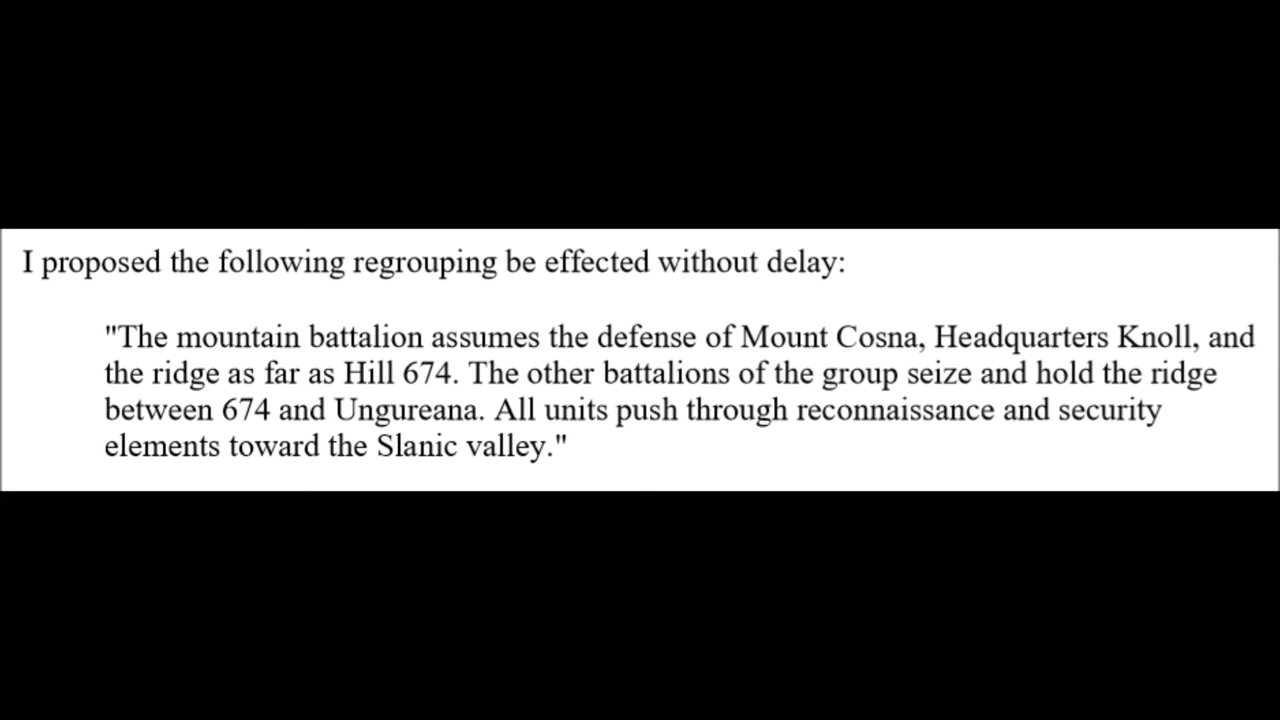 I proposed the following regrouping be effected without delay:
"The mountain battalion assumes the defense of Mount Cosna, Headquarters Knoll, and
the ridge as far as Hill 674. The other battalions of the group seize and hold the ridge
between 674 and Ungureana. All units push through reconnaissance and security
elements toward the Slanic valley."